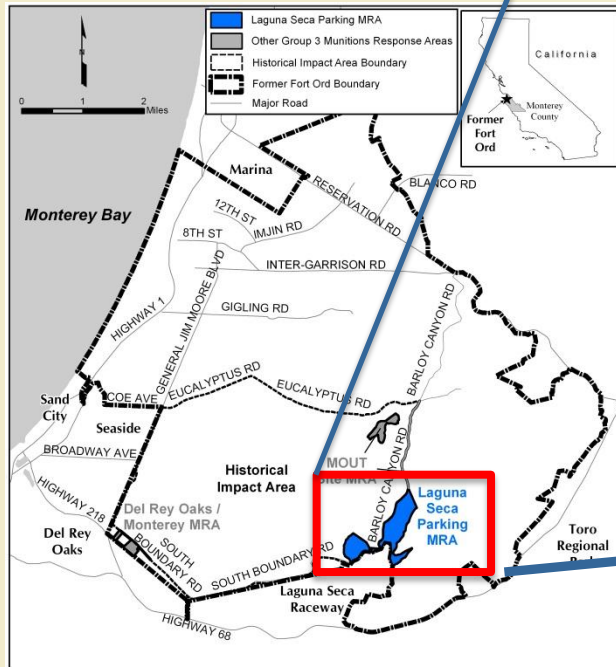 Laguna Seca Parking MRA
Other Group 3 Munitions Response Areas
Historical Impact Area Boundary
Former Fort Ord Boundary
Major Road
N
0 1 2
Miles
California
Monterey
County
Former
Fort
Ord
Marina
Monterey Bay
BLANCO RD
RESERVATION RD
12TH ST
IMJIN RD
8TH ST
INTER-GARRISON RD
HIGHWAY 1
GENERAL JIM MOORE BLVD
GIGLING RD
BARLOY CANYON RD
EUCALYPTUS RD
EUCALYPTUS RD
COE AVE
Sand
City
Seaside
BROADWAY AVE
Historical
Impact Area
MOUT
Site MRA
BARLOY CANYON RD
Laguna
Seca
Parking
MRA
HIGHWAY 218
Del Rey Oaks /
Monterey MRA
Del Rey
Oaks
SOUTH
BOUNDARY RD
SOUTH BOUNDARY RD
Toro
Regional
Laguna Seca
Raceway
HIGHWAY 68